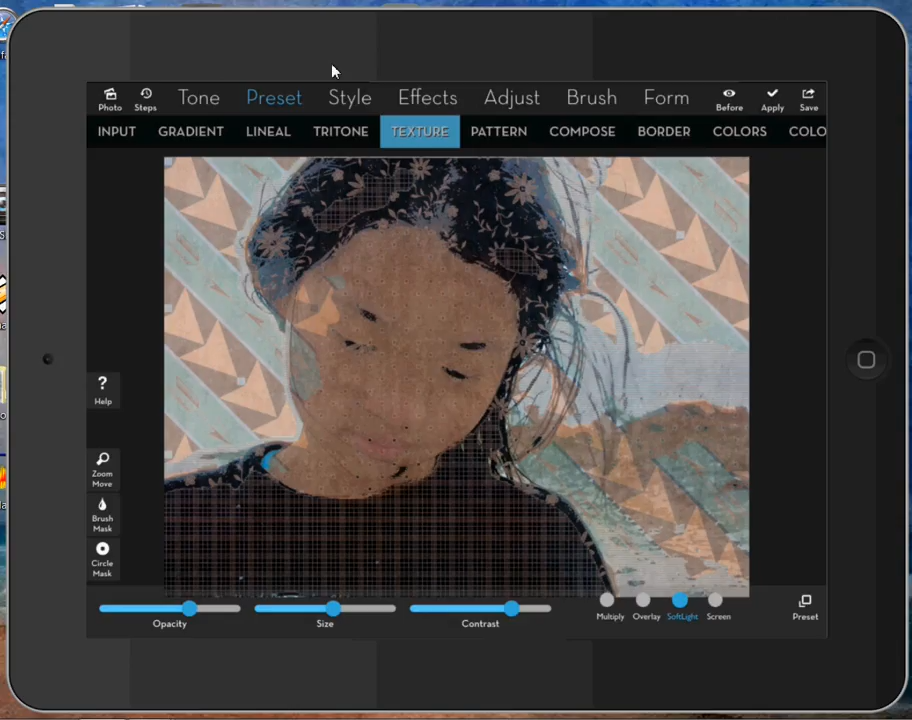 Photo Steps Tone Preset Style Effects Adjust Brush Form Before Apply Save
INPUT GRADIENT LINEAL TRITONE TEXTURE PATTERN COMPOSE BORDER COLORS COLO
?
Help
Zoom
Move
Brush
Mask
Circle
Mask
Opacity Size Contrast Multiply Overlay SoftLight Screen Preset